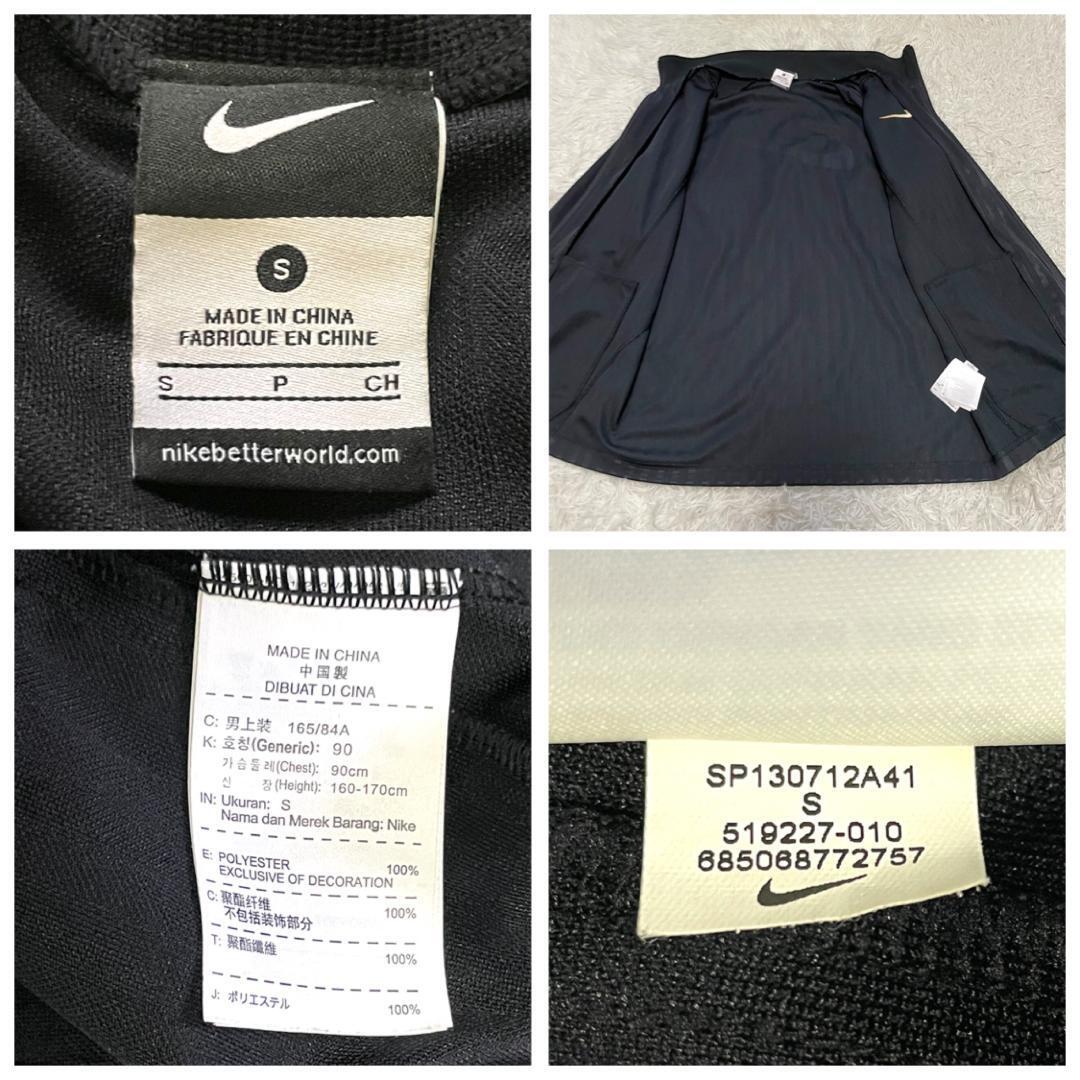 S
MADE IN CHINA
FABRIQUE EN CHINE
S P CH
nikebetterworld.com
MADE IN CHINA
中国製
DIBUAT DI CINA
C: 男上装 165/84A
K: 호칭(Generic): 90
가슴둘레(Chest): 90cm
신 장(Height): 160-170cm
IN: Ukuran: S
Nama dan Merek Barang: Nike
E: POLYESTER 100%
EXCLUSIVE OF DECORATION
C: 聚酯纤维 100%
不包括装饰部分
T: 聚酯纖維 100%
J: ポリエステル 100%
SP130712A41
S
519227-010
685068772757